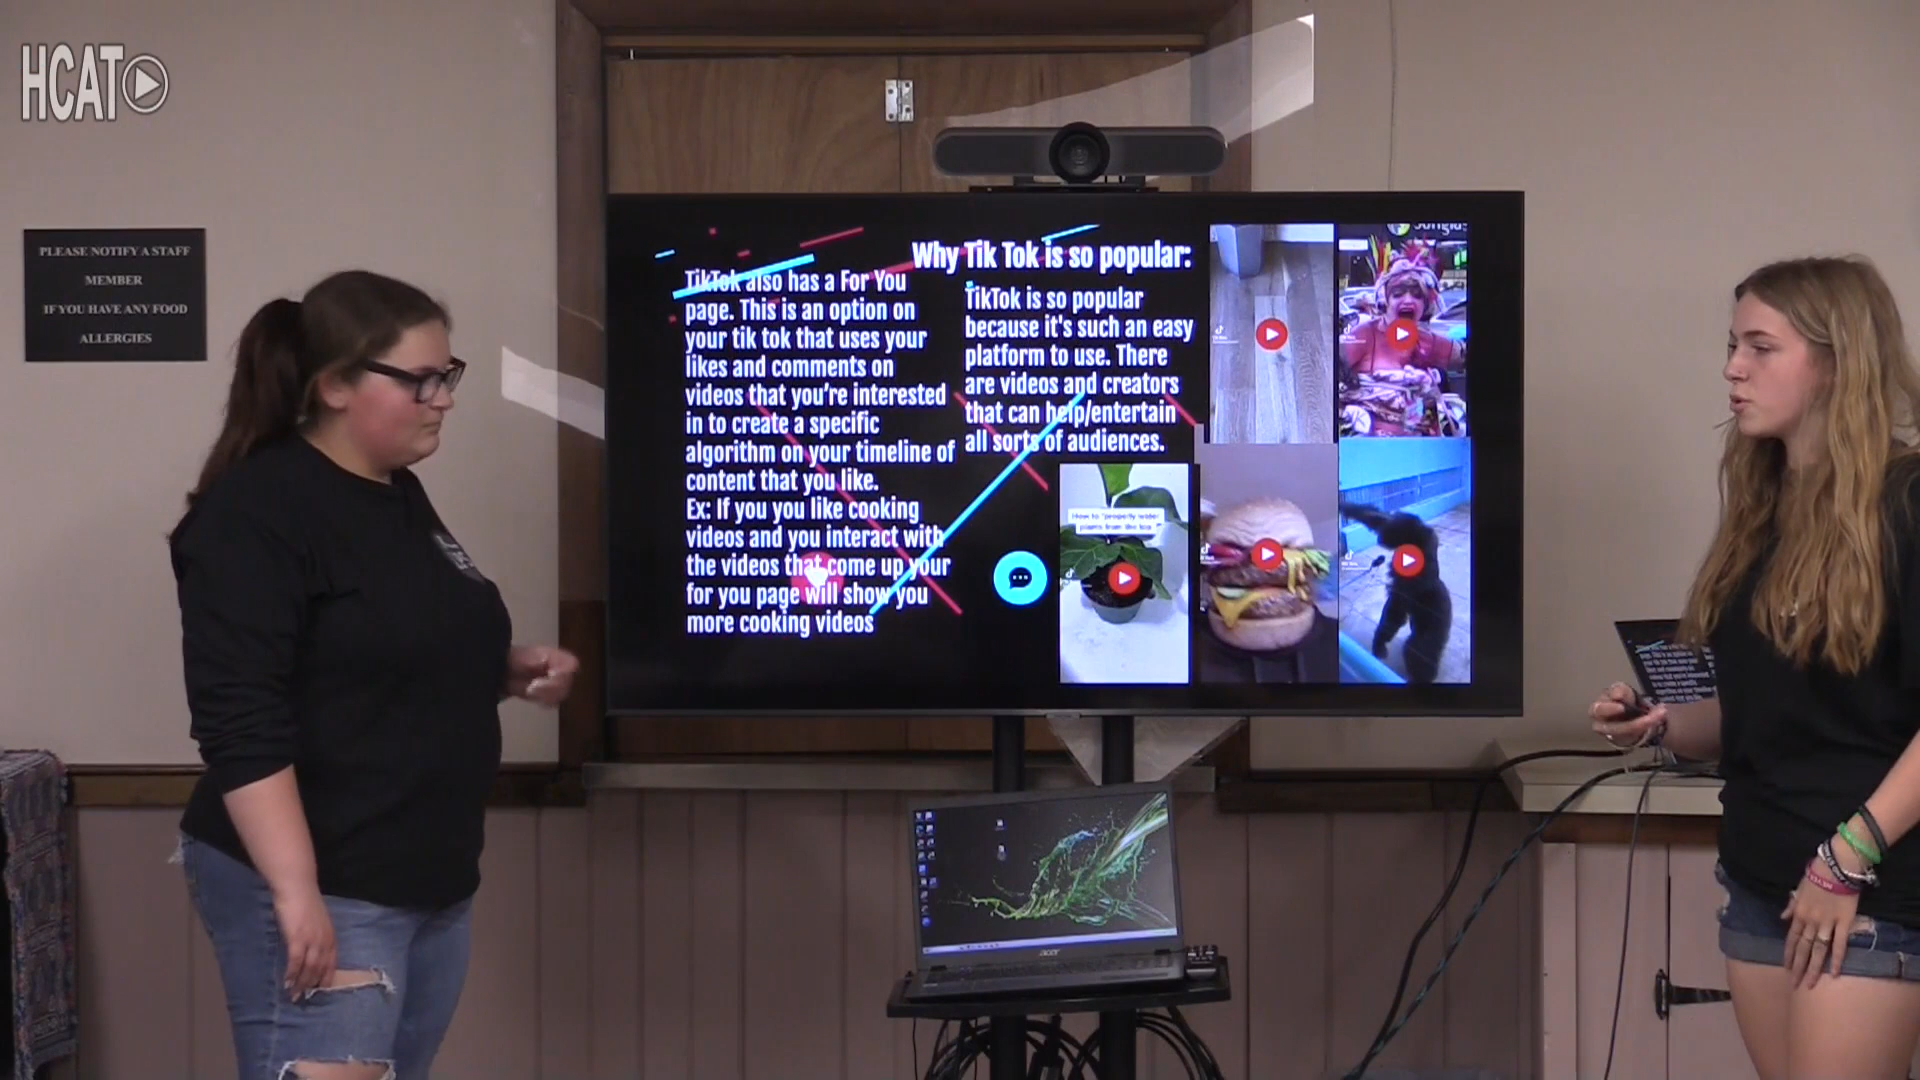 HCAT
PLEASE NOTIFY A STAFF
MEMBER
IF YOU HAVE ANY FOOD
ALLERGIES
Why Tik Tok is so popular:
TikTok also has a For You
page. This is an option on
your tik tok that uses your
likes and comments on
videos that you're interested
in to create a specific
algorithm on your timeline of
content that you like.
Ex: If you you like cooking
videos and you interact with
the videos that come up your
for you page will show you
more cooking videos
TikTok is so popular
because it's such an easy
platform to use. There
are videos and creators
that can help/entertain
all sorts of audiences.
How to "properly water
acer